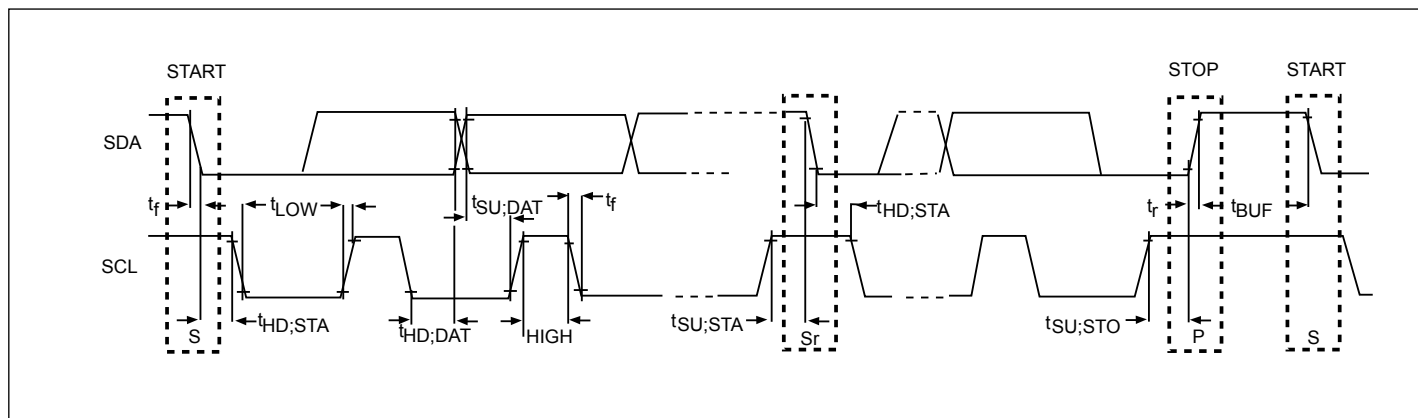 START STOP START
SDA
tf tLOW tSU;DAT tf tHD;STA tr tBUF
SCL
tHD;STA tHD;DAT HIGH tSU;STA tSU;STO
S Sr P S